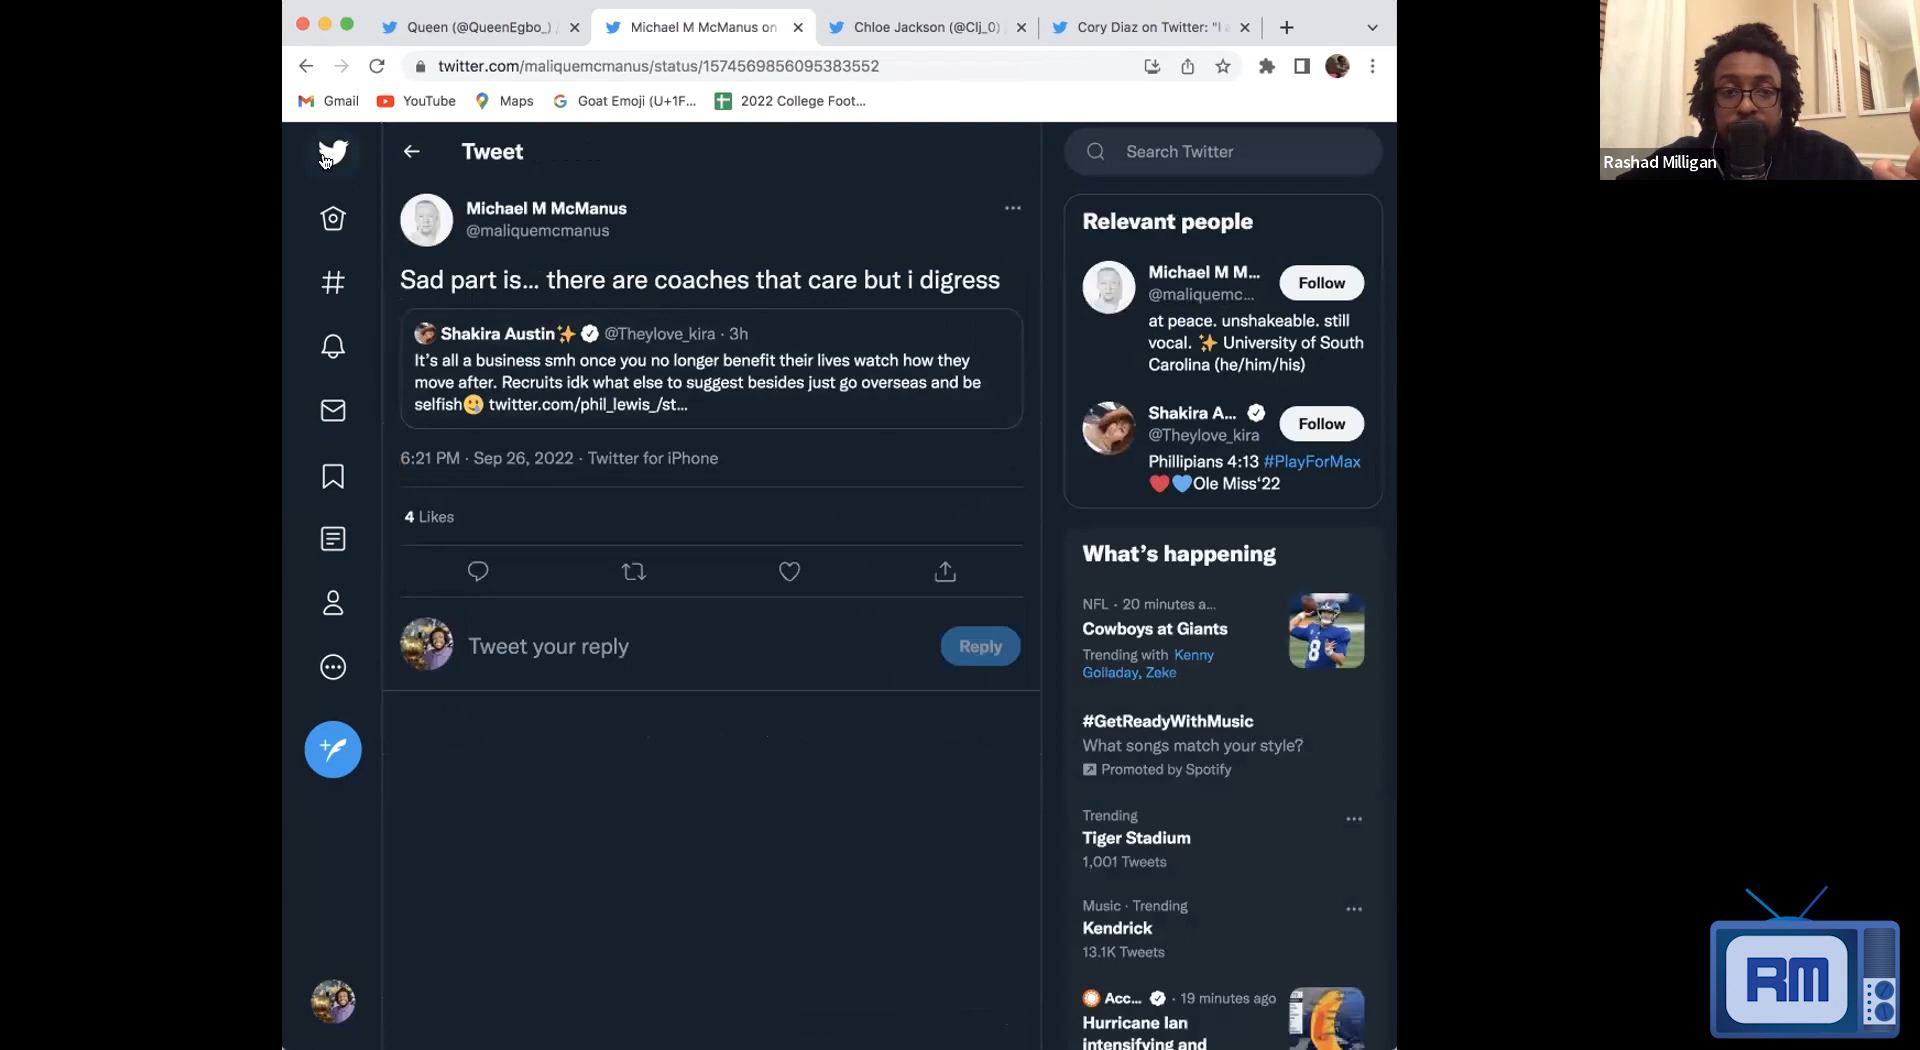 Queen (@QueenEgbo_)
Michael M McManus on
Chloe Jackson (@Clj_0)
Cory Diaz on Twitter: "I
twitter.com/maliquemcmanus/status/1574569856095383552
Gmail
YouTube
Maps
Goat Emoji (U+1F...
2022 College Foot...
Tweet
Search Twitter
Michael M McManus
@maliquemcmanus
Sad part is... there are coaches that care but i digress
Shakira Austin✨ @Theylove_kira · 3h
It's all a business smh once you no longer benefit their lives watch how they
move after. Recruits idk what else to suggest besides just go overseas and be
selfish🥲 twitter.com/phil_lewis_/st...
6:21 PM · Sep 26, 2022 · Twitter for iPhone
4 Likes
Tweet your reply
Reply
Relevant people
Michael M M...
@maliquemc...
Follow
at peace. unshakeable. still
vocal. ✨ University of South
Carolina (he/him/his)
Shakira A...
@Theylove_kira
Follow
Phillipians 4:13 #PlayForMax
❤️💙Ole Miss'22
What's happening
NFL · 20 minutes a...
Cowboys at Giants
Trending with Kenny
Golladay, Zeke
#GetReadyWithMusic
What songs match your style?
Promoted by Spotify
Trending
Tiger Stadium
1,001 Tweets
Music · Trending
Kendrick
13.1K Tweets
Acc... · 19 minutes ago
Hurricane Ian
intensifying and
Rashad Milligan
RM